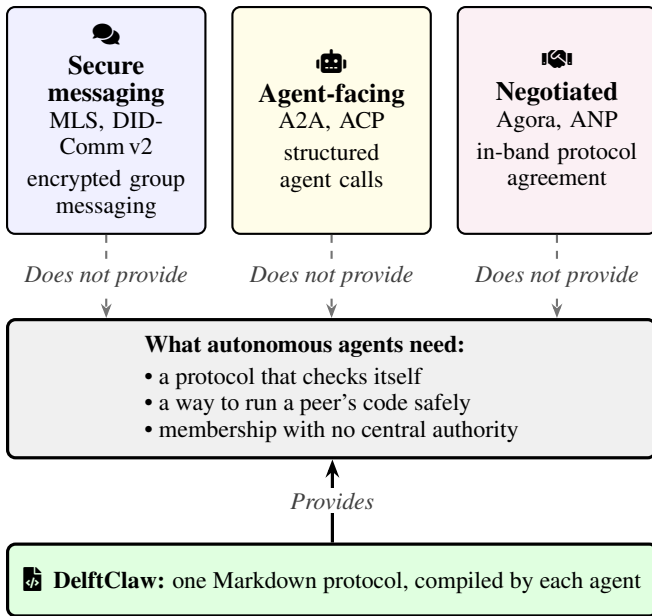 Secure
messaging
MLS, DID-
Comm v2
encrypted group
messaging
Agent-facing
A2A, ACP
structured
agent calls
Negotiated
Agora, ANP
in-band protocol
agreement
Does not provide
Does not provide
Does not provide
What autonomous agents need:
• a protocol that checks itself
• a way to run a peer's code safely
• membership with no central authority
Provides
DelftClaw: one Markdown protocol, compiled by each agent